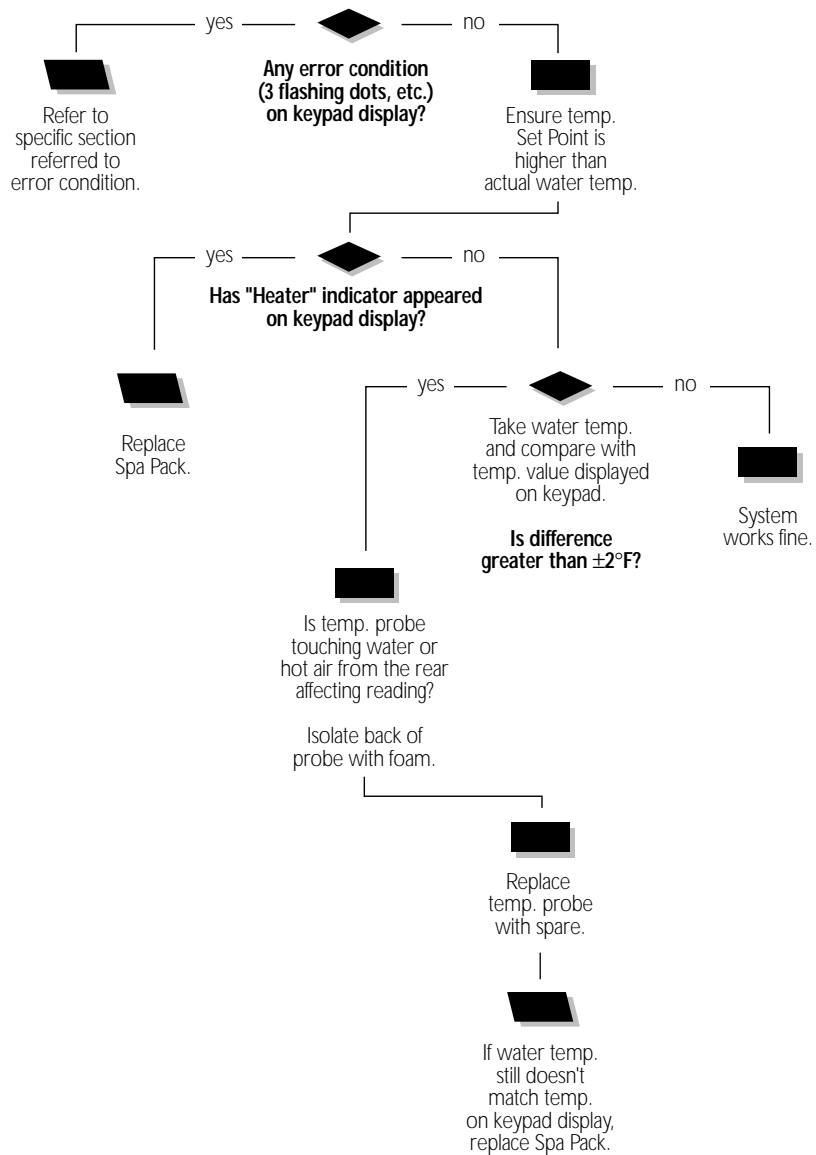 yes
no
Any error condition
(3 flashing dots, etc.)
on keypad display?
Refer to
specific section
referred to
error condition.
Ensure temp.
Set Point is
higher than
actual water temp.
yes
no
Has "Heater" indicator appeared
on keypad display?
Replace
Spa Pack.
yes
no
Take water temp.
and compare with
temp. value displayed
on keypad.
Is difference
greater than ±2°F?
System
works fine.
Is temp. probe
touching water or
hot air from the rear
affecting reading?
Isolate back of
probe with foam.
Replace
temp. probe
with spare.
If water temp.
still doesn't
match temp.
on keypad display,
replace Spa Pack.